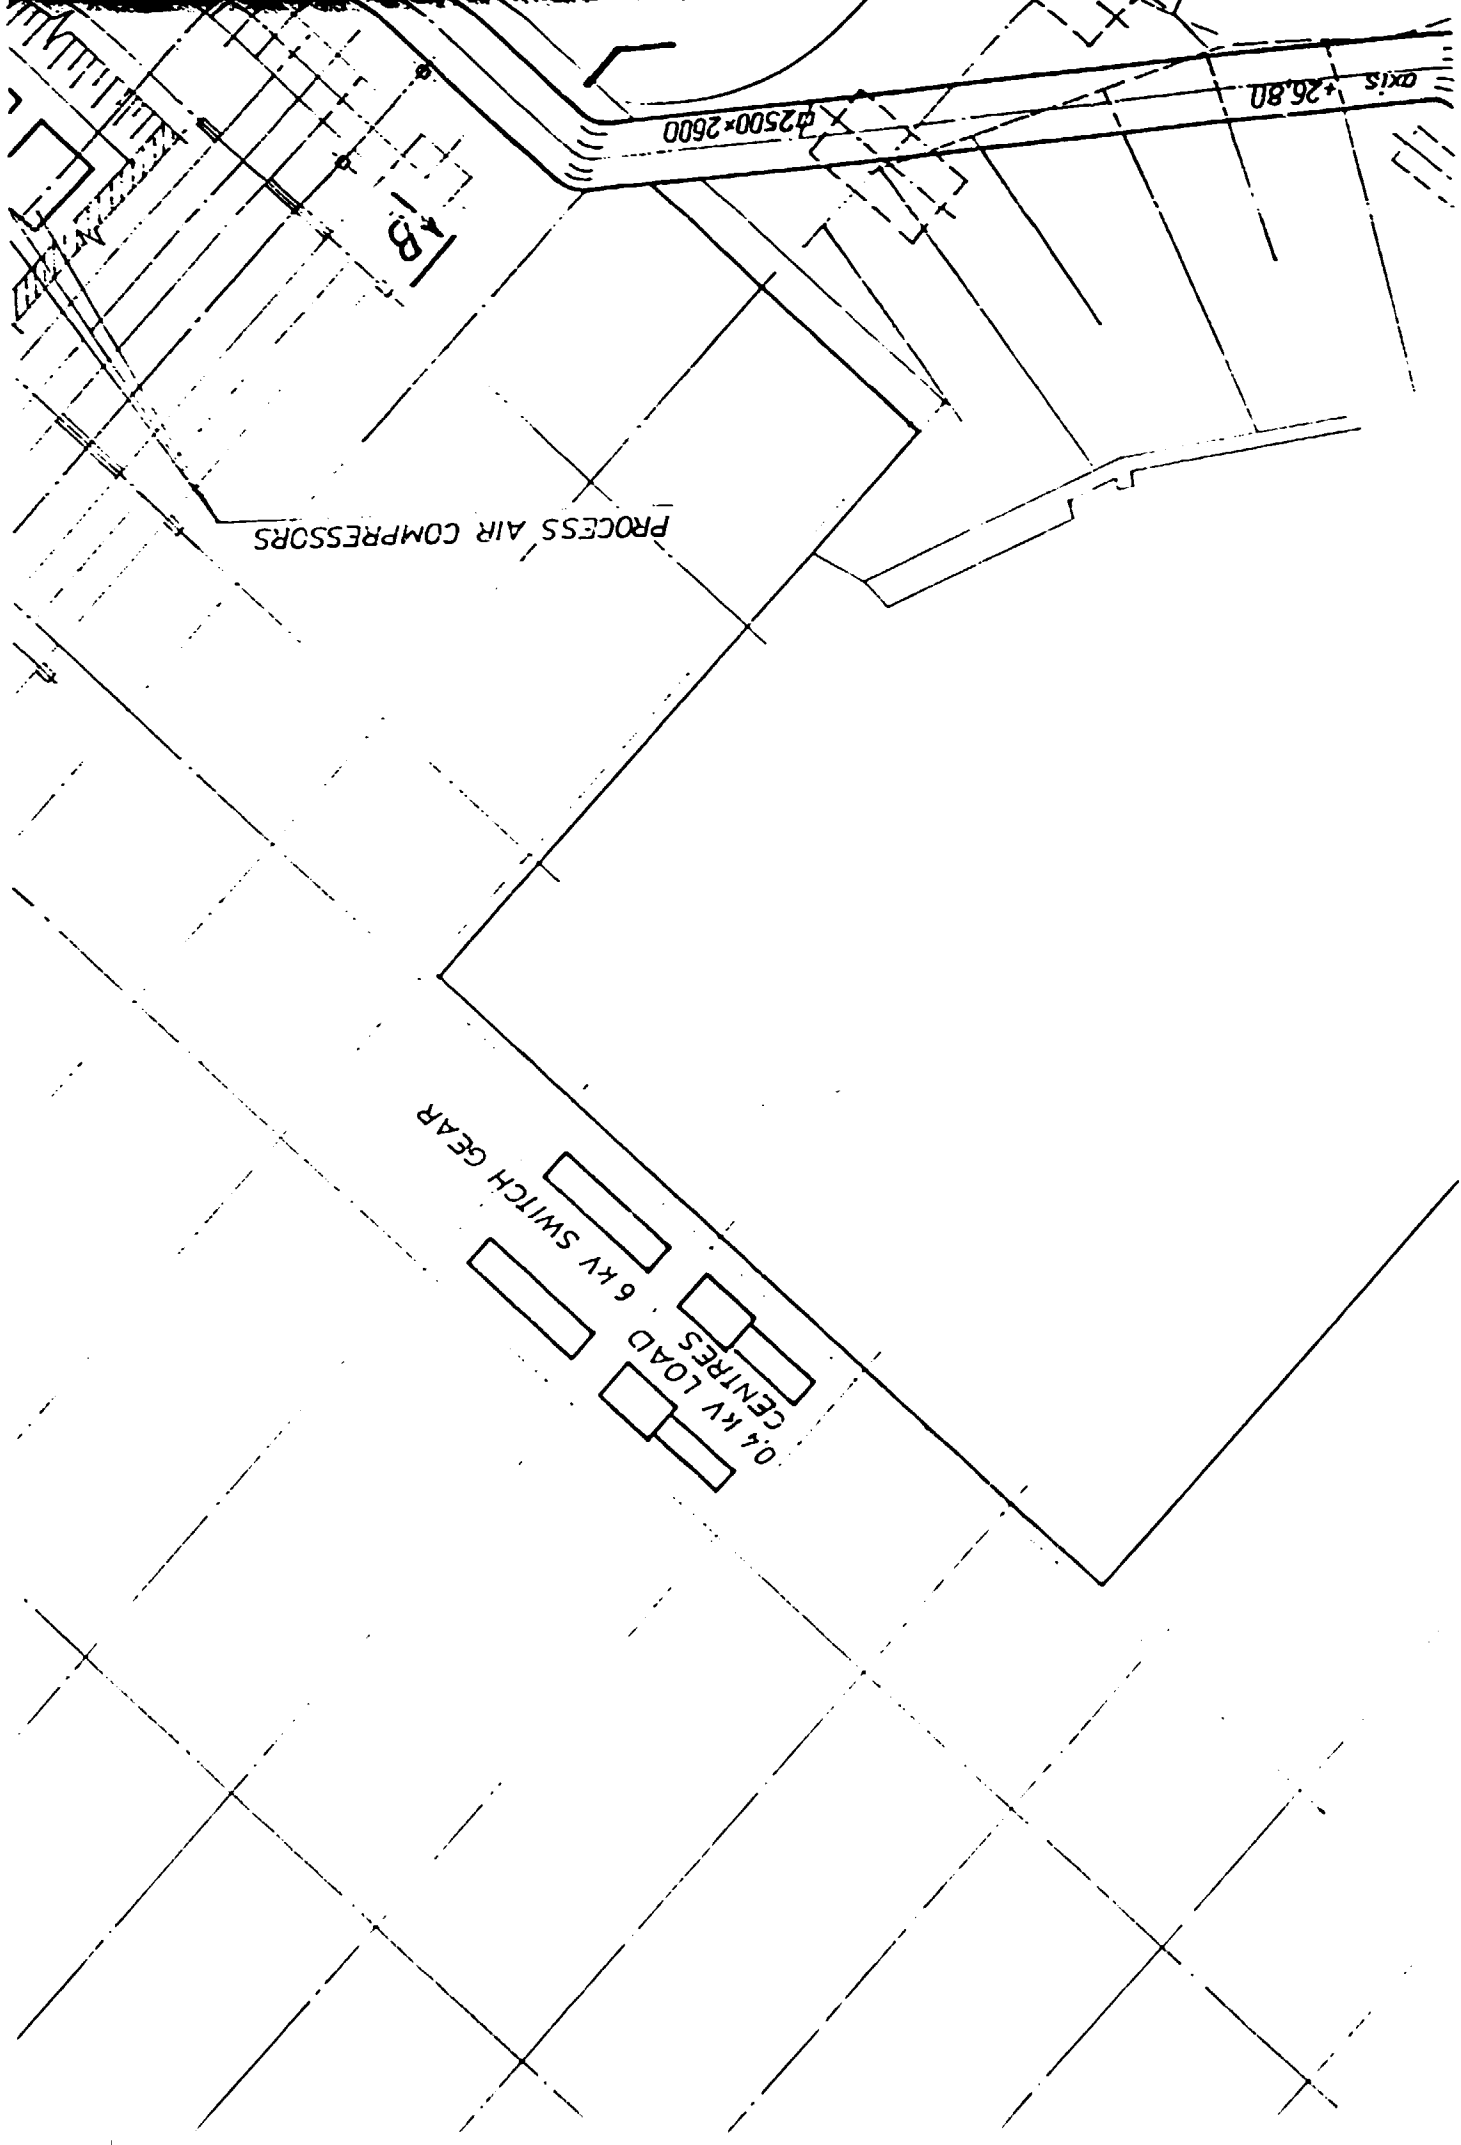 axis +26,80
⌀2500×2600
B
PROCESS AIR COMPRESSORS
6 kV SWITCH GEAR
0,4 kV LOAD
CENTRES